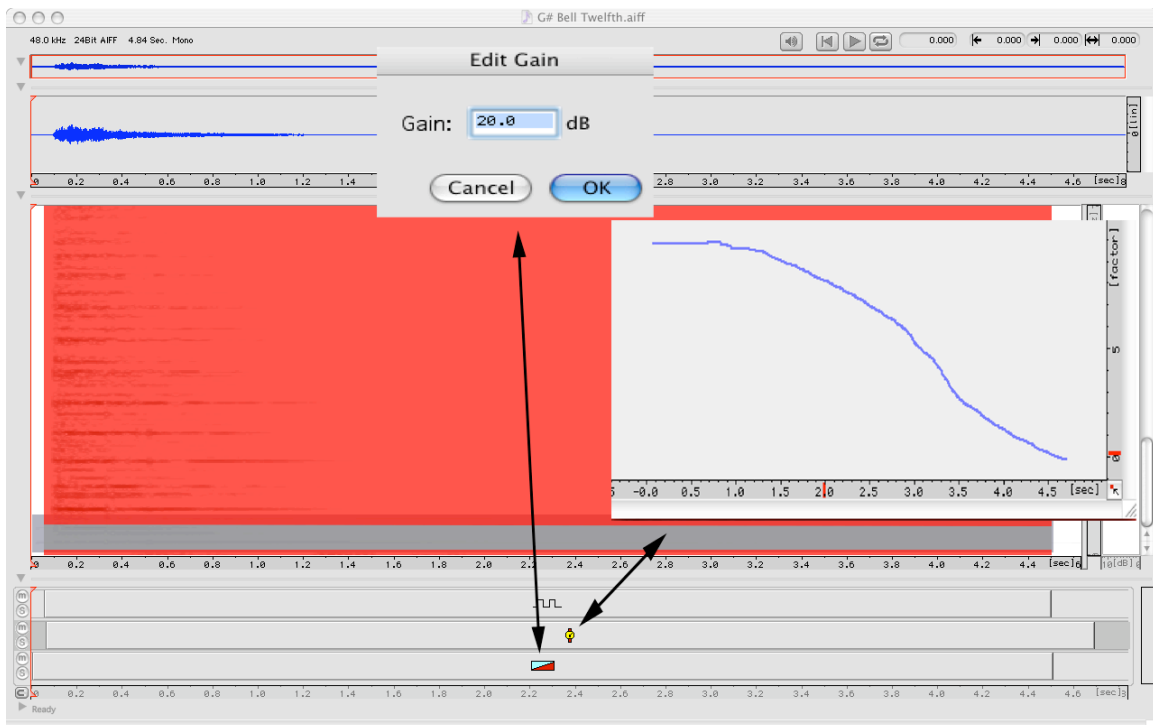 G# Bell Twelfth.aiff
48.0 kHz 24Bit AIFF 4.84 Sec. Mono
0.000 0.000 0.000 0.000
Edit Gain
Gain: 20.0 dB
Cancel OK
0[lin]
0 0.2 0.4 0.6 0.8 1.0 1.2 1.4 2.8 3.0 3.2 3.4 3.6 3.8 4.0 4.2 4.4 4.6 [sec]
[factor]
5
0
-0.0 0.5 1.0 1.5 2.0 2.5 3.0 3.5 4.0 4.5 [sec]
0 0.2 0.4 0.6 0.8 1.0 1.2 1.4 1.6 1.8 2.0 2.2 2.4 2.6 2.8 3.0 3.2 3.4 3.6 3.8 4.0 4.2 4.4 [sec] 10[dB]
m
S
m
S
m
S
C 0 0.2 0.4 0.6 0.8 1.0 1.2 1.4 1.6 1.8 2.0 2.2 2.4 2.6 2.8 3.0 3.2 3.4 3.6 3.8 4.0 4.2 4.4 4.6 [sec]
Ready